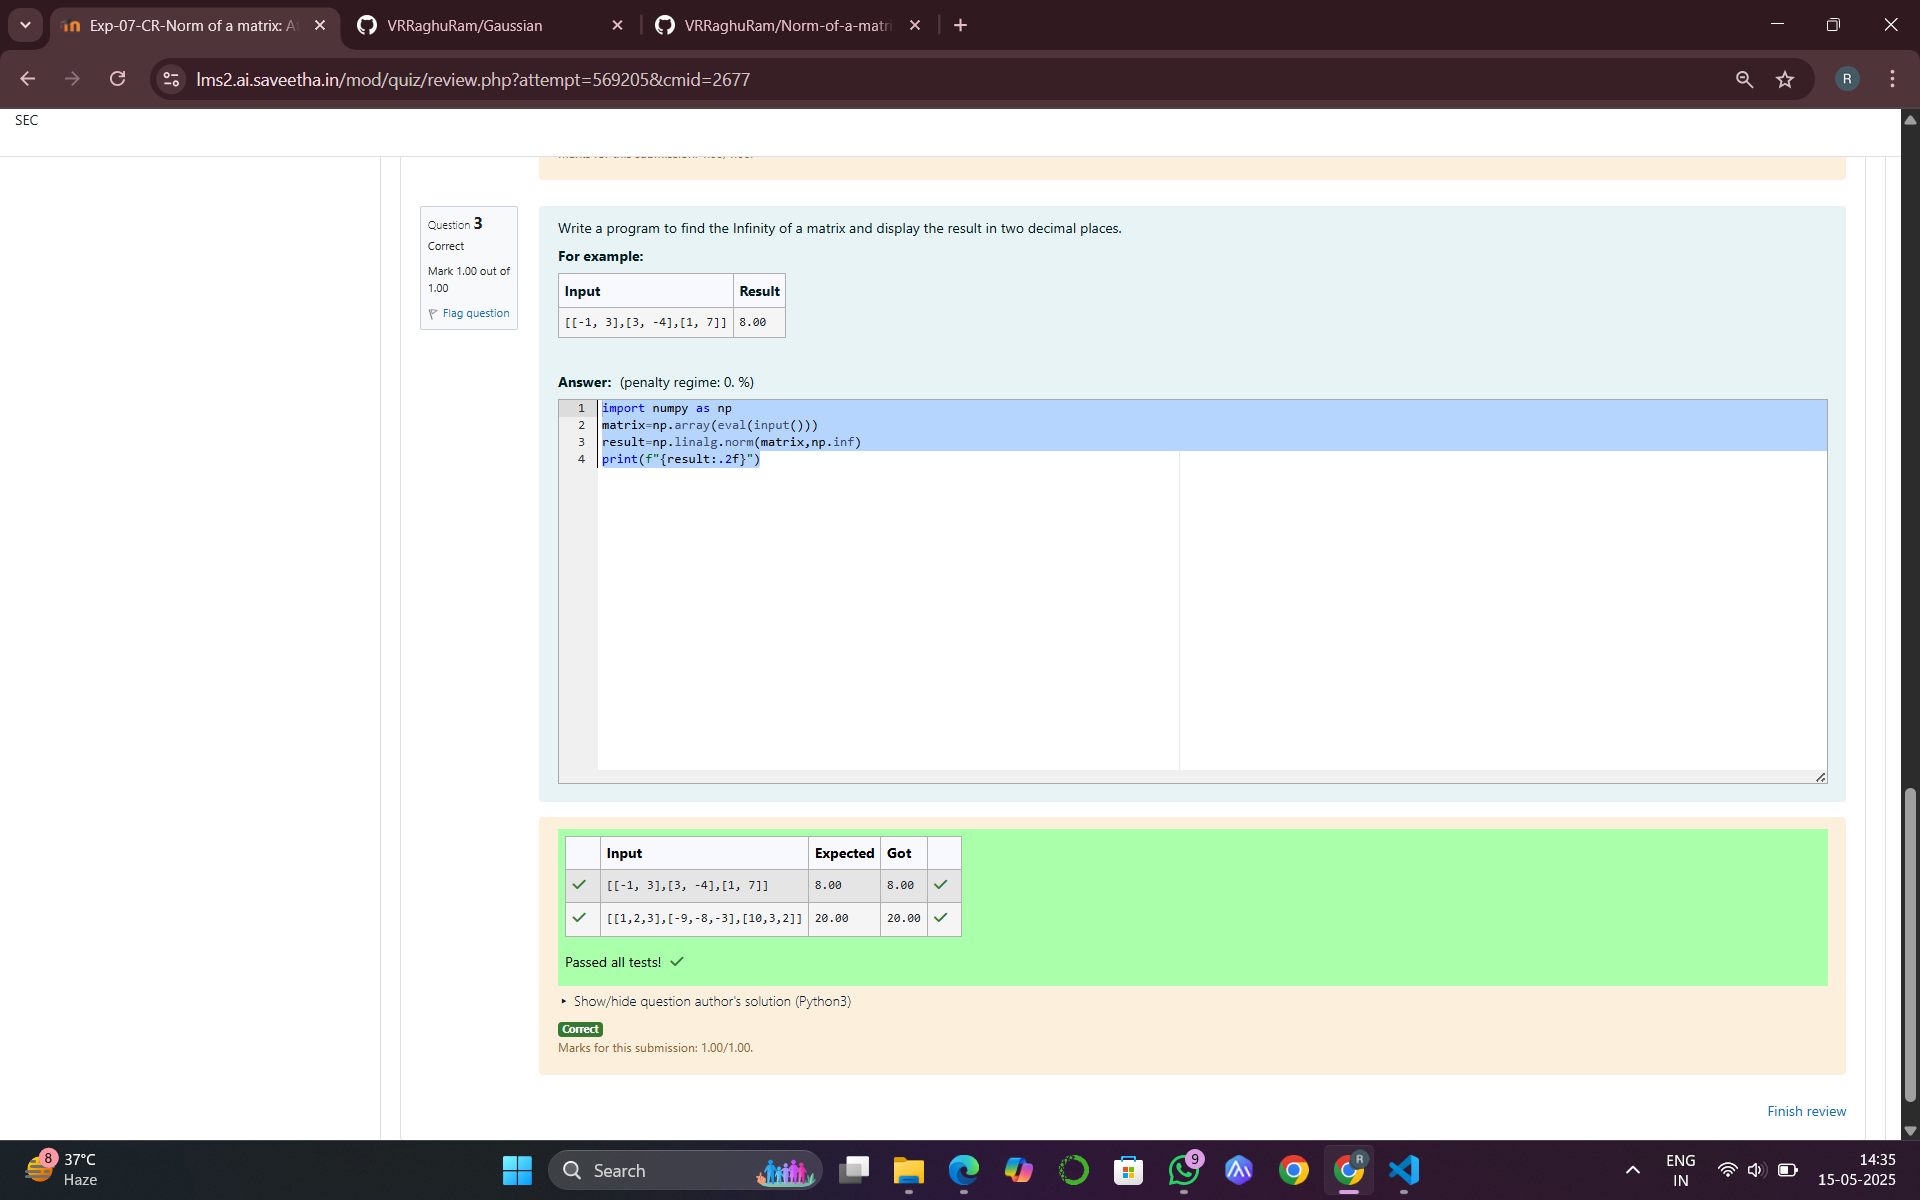 Exp-07-CR-Norm of a matrix: A
VRRaghuRam/Gaussian
VRRaghuRam/Norm-of-a-matri
lms2.ai.saveetha.in/mod/quiz/review.php?attempt=569205&cmid=2677
R
SEC
Question 3
Correct
Mark 1.00 out of
1.00
Flag question
Write a program to find the Infinity of a matrix and display the result in two decimal places.
For example:
Input Result
[[-1, 3],[3, -4],[1, 7]] 8.00
Answer: (penalty regime: 0. %)
1 import numpy as np
2 matrix=np.array(eval(input()))
3 result=np.linalg.norm(matrix,np.inf)
4 print(f"{result:.2f}")
Input Expected Got
[[-1, 3],[3, -4],[1, 7]] 8.00 8.00
[[1,2,3],[-9,-8,-3],[10,3,2]] 20.00 20.00
Passed all tests!
Show/hide question author's solution (Python3)
Correct
Marks for this submission: 1.00/1.00.
Finish review
8
37°C
Haze
Search
9
R
ENG
IN
14:35
15-05-2025